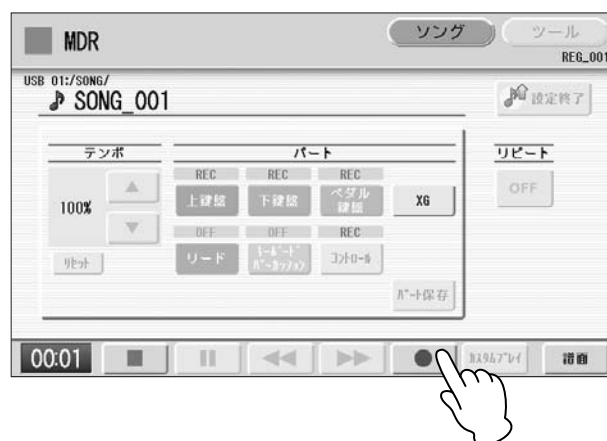 MDR
ソング
ツール
REG_001
USB 01:/SONG/
SONG_001
設定終了
テンポ
パート
リピート
REC REC REC
100%
上鍵盤 下鍵盤 ペダル鍵盤 XG
OFF
OFF OFF REC
リセット
リード キーボードパーカッション コントロール
パート保存
00:01
カスタムプレイ
譜面